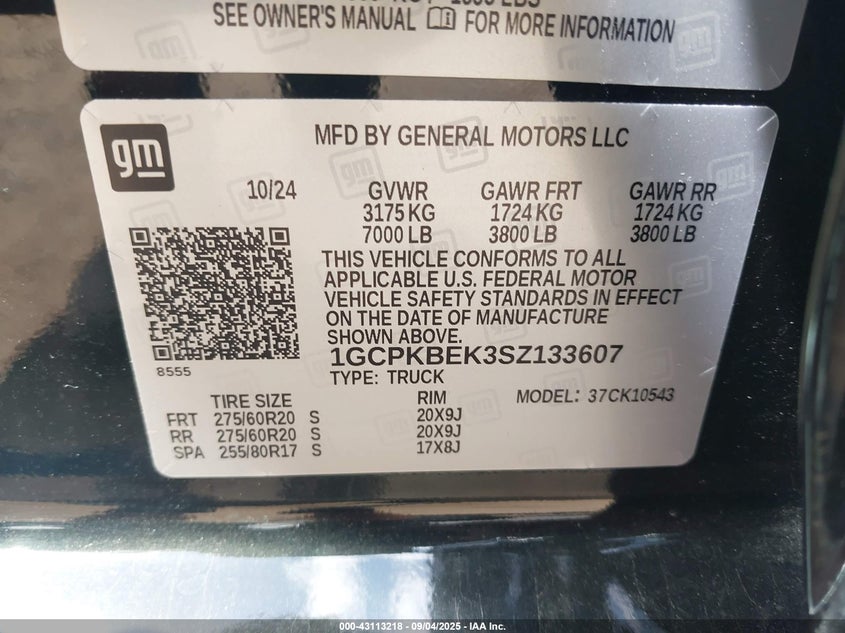 SEE OWNER'S MANUAL FOR MORE INFORMATION
gm
MFD BY GENERAL MOTORS LLC
10/24 GVWR GAWR FRT GAWR RR
3175 KG 1724 KG 1724 KG
7000 LB 3800 LB 3800 LB
THIS VEHICLE CONFORMS TO ALL
APPLICABLE U.S. FEDERAL MOTOR
VEHICLE SAFETY STANDARDS IN EFFECT
ON THE DATE OF MANUFACTURE
SHOWN ABOVE.
1GCPKBEK3SZ133607
8555
TYPE: TRUCK
TIRE SIZE RIM MODEL: 37CK10543
FRT 275/60R20 S 20X9J
RR 275/60R20 S 20X9J
SPA 255/80R17 S 17X8J
000-43113218 - 09/04/2025 - IAA Inc.